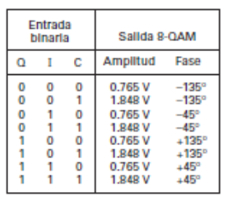 Entrada binaria Salida 8-QAM
Q I C Amplitud Fase
0 0 0 0.765 V −135°
0 0 1 1.848 V −135°
0 1 0 0.765 V −45°
0 1 1 1.848 V −45°
1 0 0 0.765 V +135°
1 0 1 1.848 V +135°
1 1 0 0.765 V +45°
1 1 1 1.848 V +45°